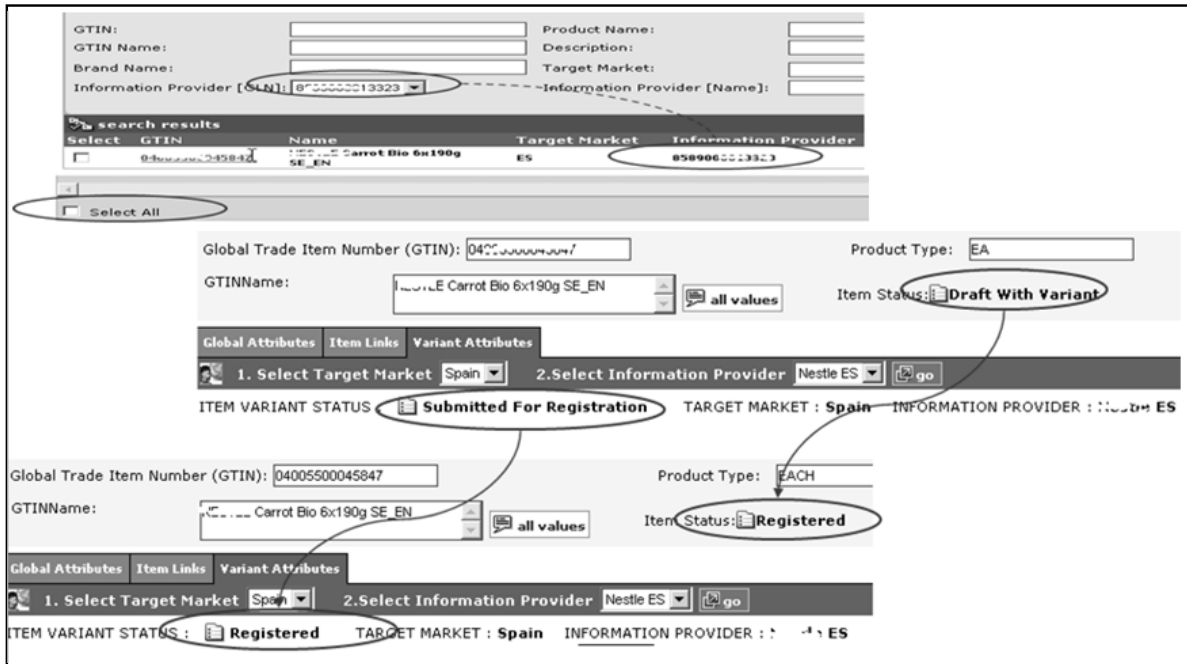 GTIN: Product Name:
GTIN Name: Description:
Brand Name: Target Market:
Information Provider [GLN]: 13323 Information Provider [Name]:
search results
Select GTIN Name Target Market Information Provider
Carrot Bio 6x190g ES
SE_EN
Select All
Global Trade Item Number (GTIN): Product Type: EA
GTINName: Carrot Bio 6x190g SE_EN all values Item Status: Draft With Variant
Global Attributes Item Links Variant Attributes
1. Select Target Market Spain 2.Select Information Provider Nestle ES go
ITEM VARIANT STATUS Submitted For Registration TARGET MARKET : Spain INFORMATION PROVIDER : ES
Global Trade Item Number (GTIN): 04005500045847 Product Type: EACH
GTINName: Carrot Bio 6x190g SE_EN all values Item Status: Registered
Global Attributes Item Links Variant Attributes
1. Select Target Market Spain 2.Select Information Provider Nestle ES go
ITEM VARIANT STATUS : Registered TARGET MARKET : Spain INFORMATION PROVIDER : ES